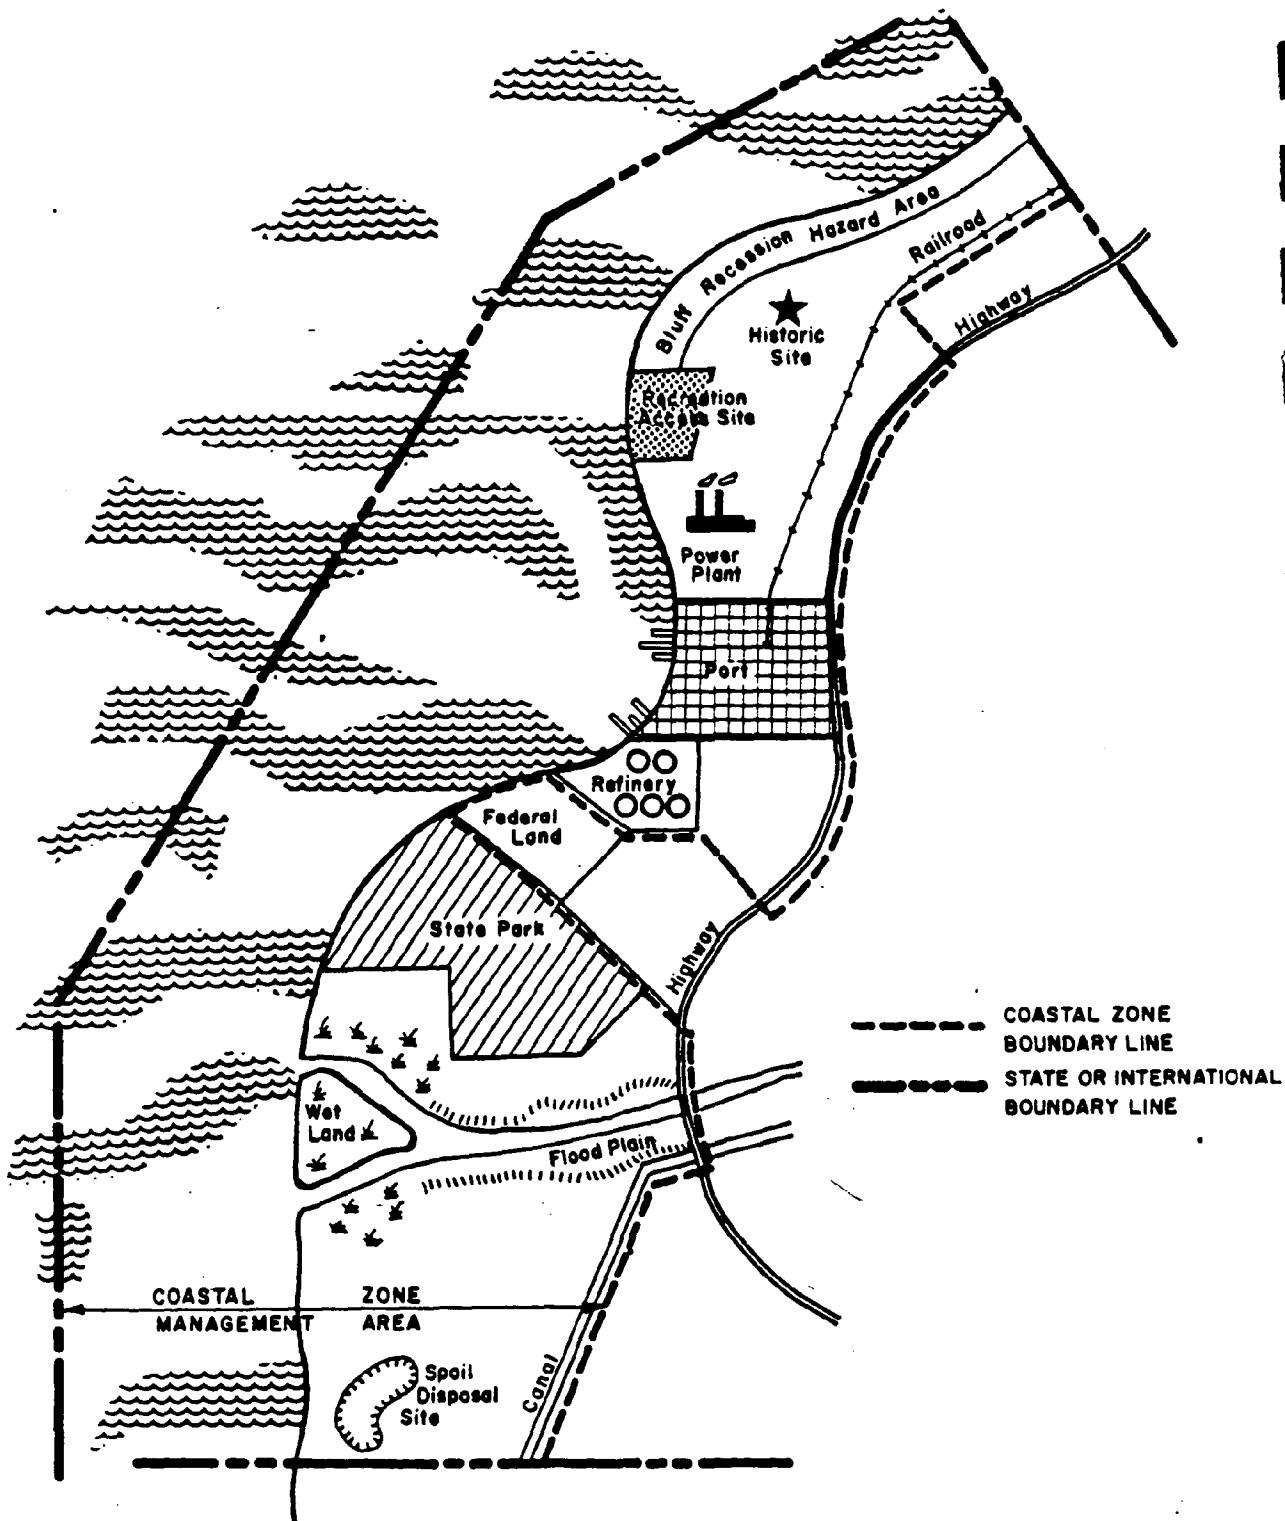 Bluff Recession Hazard Area
Railroad
Highway
Historic
Site
Recreation
Access Site
Power
Plant
Port
Refinery
Federal
Land
State Park
Highway
COASTAL ZONE
BOUNDARY LINE
STATE OR INTERNATIONAL
BOUNDARY LINE
Wet
Land
Flood Plain
COASTAL ZONE
MANAGEMENT AREA
Canal
Spoil
Disposal
Site